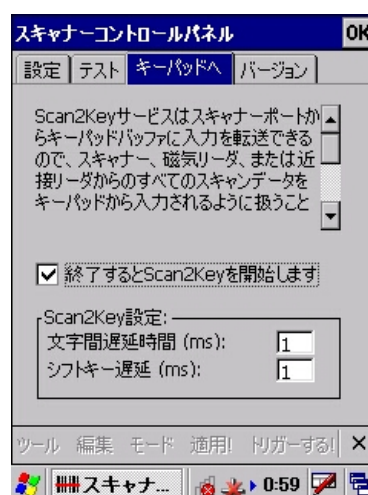 スキャナーコントロールパネル OK
設定 テスト キーパッドへ バージョン
Scan2Keyサービスはスキャナーポートか
らキーパッドバッファに入力を転送できる
ので、スキャナー、磁気リーダ、または近
接リーダからのすべてのスキャンデータを
キーパッドから入力されるように扱うこと
終了するとScan2Keyを開始します
Scan2Key設定:
文字間遅延時間 (ms): 1
シフトキー遅延 (ms): 1
ツール 編集 モード 適用! トリガーする! ×
スキャナ... 0:59